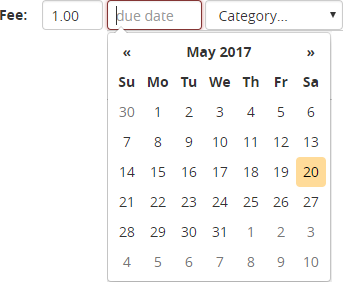 Fee: 1.00 due date Category...
« May 2017 »
Su Mo Tu We Th Fr Sa
30 1 2 3 4 5 6
7 8 9 10 11 12 13
14 15 16 17 18 19 20
21 22 23 24 25 26 27
28 29 30 31 1 2 3
4 5 6 7 8 9 10